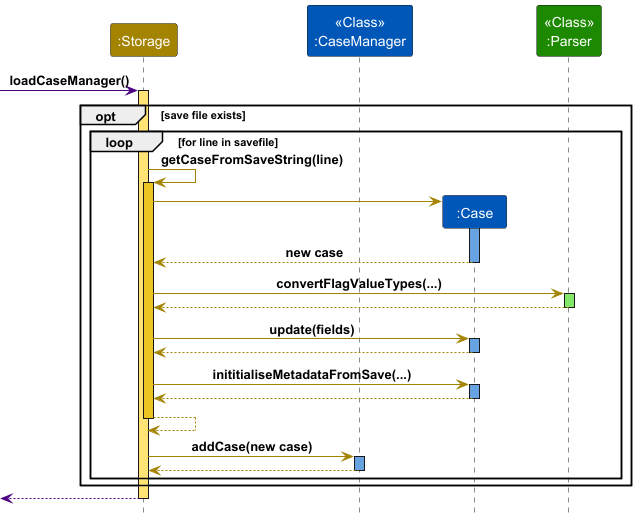 «Class»
«Class»
:Storage
:CaseManager
:Parser
loadCaseManager()
opt
[save file exists]
loop
[for line in savefile]
getCaseFromSaveString(line)
:Case
new case
convertFlagValueTypes(...)
update(fields)
inititialiseMetadataFromSave(...)
addCase(new case)